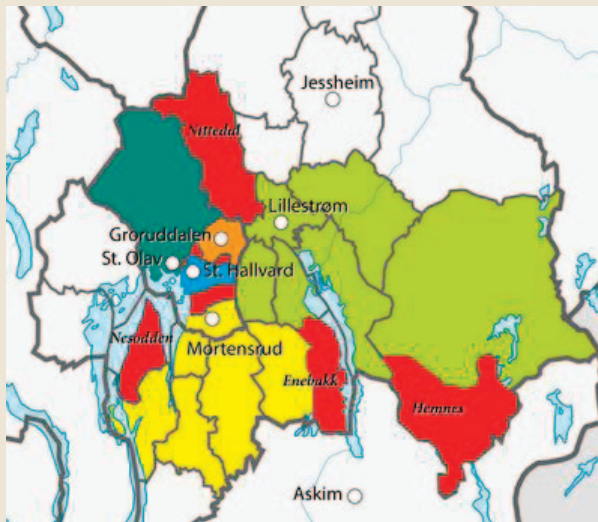 Jessheim
Nittedal
Lillestrøm
Groruddalen
St. Olav
St. Hallvard
Nesodden
Mortensrud
Enebakk
Hemnes
Askim